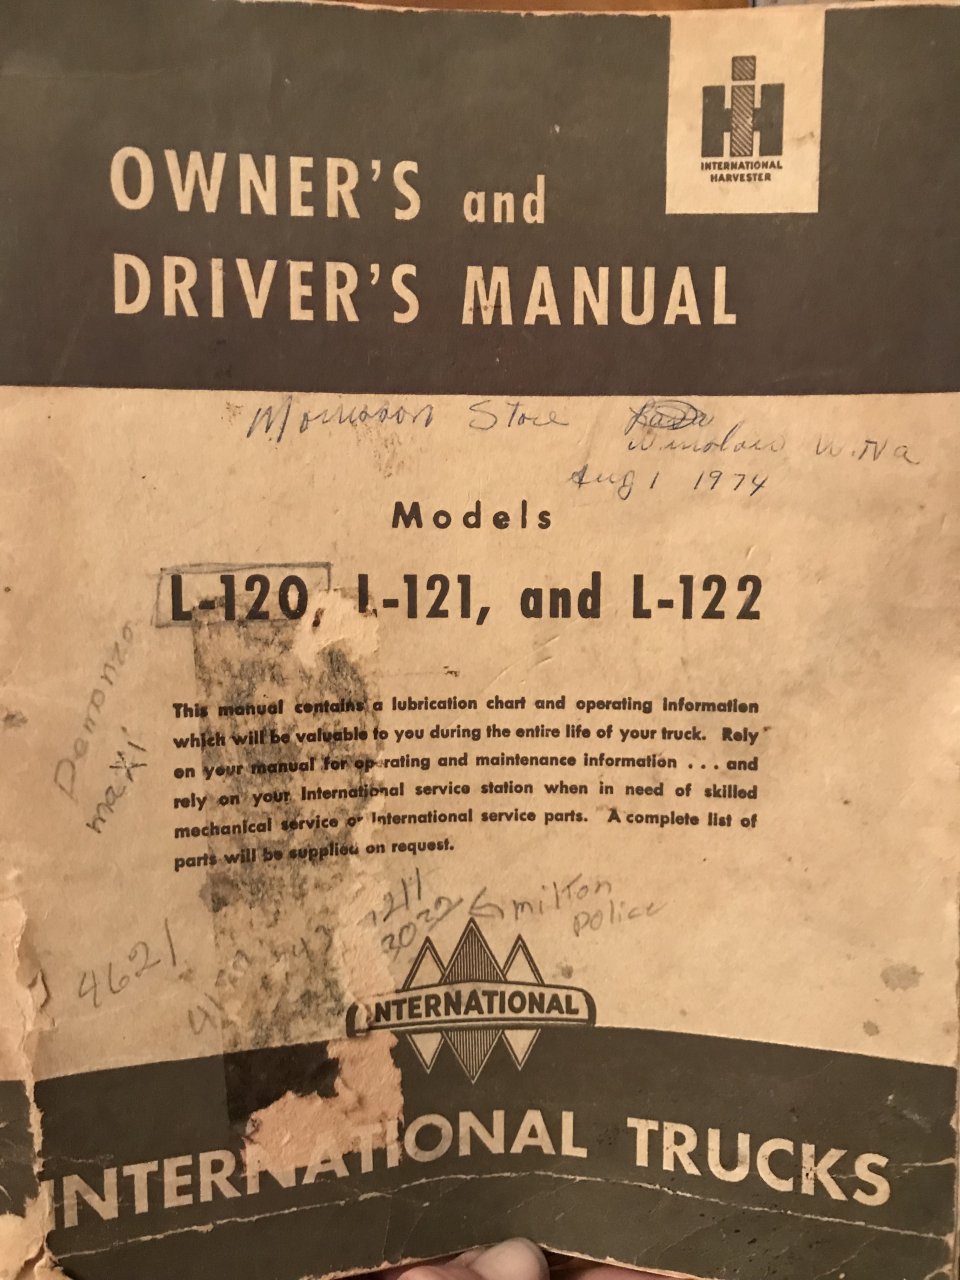 INTERNATIONAL
HARVESTER
OWNER'S and
DRIVER'S MANUAL
Store
W.Va
Aug 1 1974
Models
L-120, L-121, and L-122
This manual contains a lubrication chart and operating information
which will be valuable to you during the entire life of your truck. Rely
on your manual for operating and maintenance information . . . and
rely on your International service station when in need of skilled
mechanical service or International service parts. A complete list of
parts will be supplied on request.
3032
milton
police
4621
INTERNATIONAL
INTERNATIONAL TRUCKS